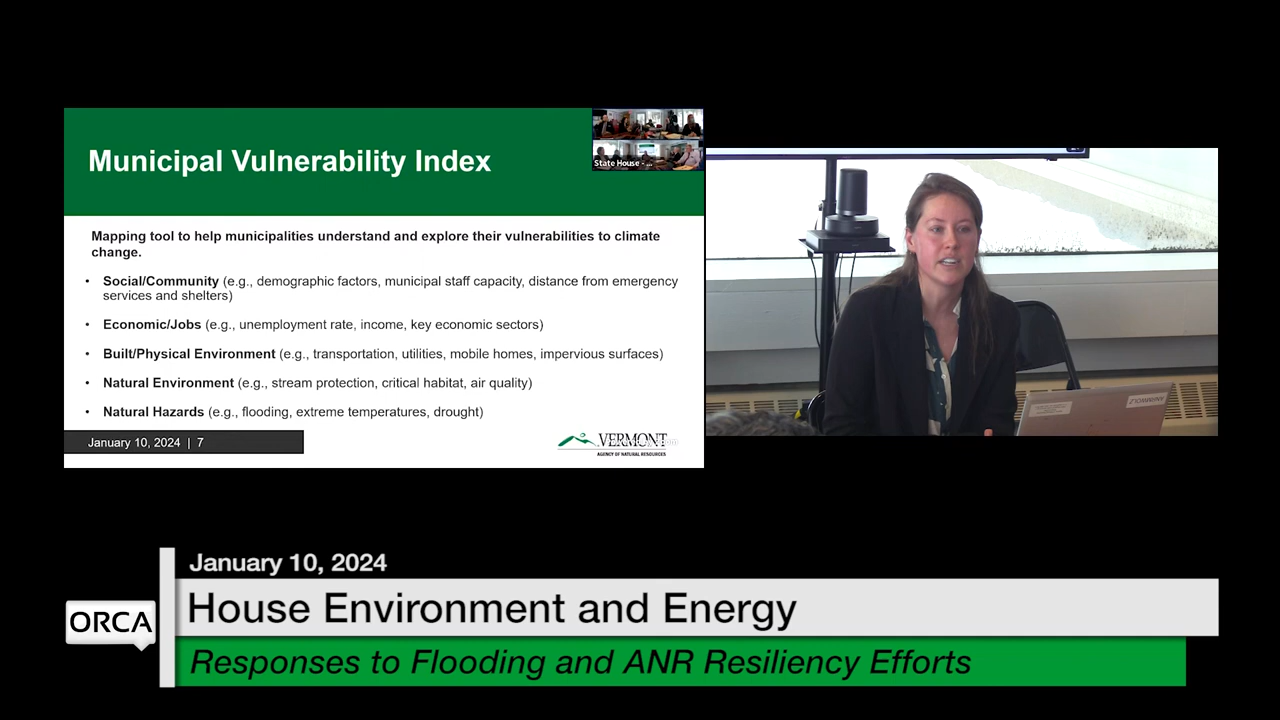 Municipal Vulnerability Index
State House - ...
Mapping tool to help municipalities understand and explore their vulnerabilities to climate
change.
• Social/Community (e.g., demographic factors, municipal staff capacity, distance from emergency
services and shelters)
• Economic/Jobs (e.g., unemployment rate, income, key economic sectors)
• Built/Physical Environment (e.g., transportation, utilities, mobile homes, impervious surfaces)
• Natural Environment (e.g., stream protection, critical habitat, air quality)
• Natural Hazards (e.g., flooding, extreme temperatures, drought)
January 10, 2024 | 7
VERMONT
AGENCY OF NATURAL RESOURCES
January 10, 2024
ORCA
House Environment and Energy
Responses to Flooding and ANR Resiliency Efforts